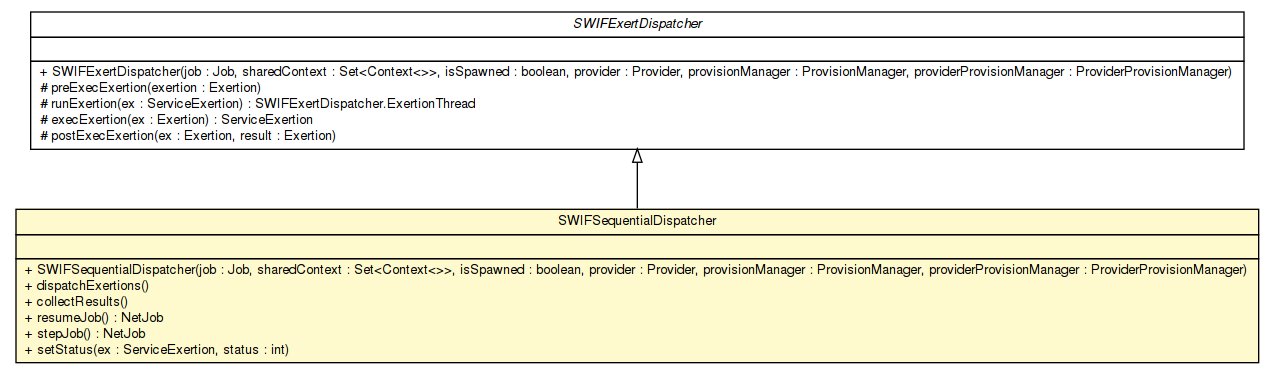 SWIFExertDispatcher
+ SWIFExertDispatcher(job : Job, sharedContext : Set<Context<>>, isSpawned : boolean, provider : Provider, provisionManager : ProvisionManager, providerProvisionManager : ProviderProvisionManager)
# preExecExertion(exertion : Exertion)
# runExertion(ex : ServiceExertion) : SWIFExertDispatcher.ExertionThread
# execExertion(ex : Exertion) : ServiceExertion
# postExecExertion(ex : Exertion, result : Exertion)
SWIFSequentialDispatcher
+ SWIFSequentialDispatcher(job : Job, sharedContext : Set<Context<>>, isSpawned : boolean, provider : Provider, provisionManager : ProvisionManager, providerProvisionManager : ProviderProvisionManager)
+ dispatchExertions()
+ collectResults()
+ resumeJob() : NetJob
+ stepJob() : NetJob
+ setStatus(ex : ServiceExertion, status : int)